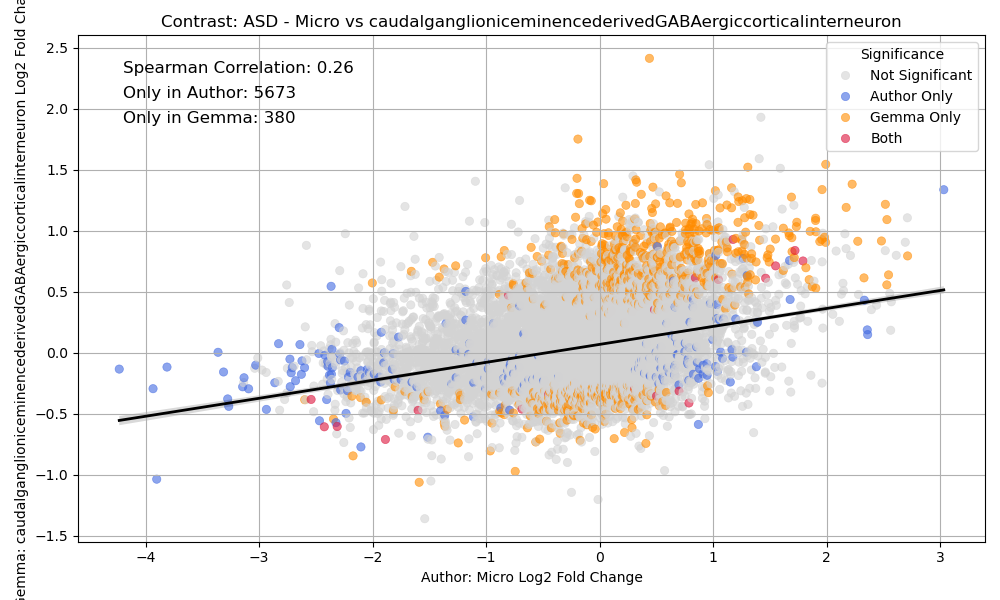 Contrast: ASD - Micro vs caudalganglioniceminencederivedGABAergiccorticalinterneuron
Spearman Correlation: 0.26
Only in Author: 5673
Only in Gemma: 380
Significance
Not Significant
Author Only
Gemma Only
Both
caudalganglioniceminencederivedGABAergiccorticalinterneuron Log2 Fold
2.5
2.0
1.5
1.0
0.5
0.0
−0.5
−1.0
−1.5
−4
−3
−2
−1
0
1
2
3
Author: Micro Log2 Fold Change